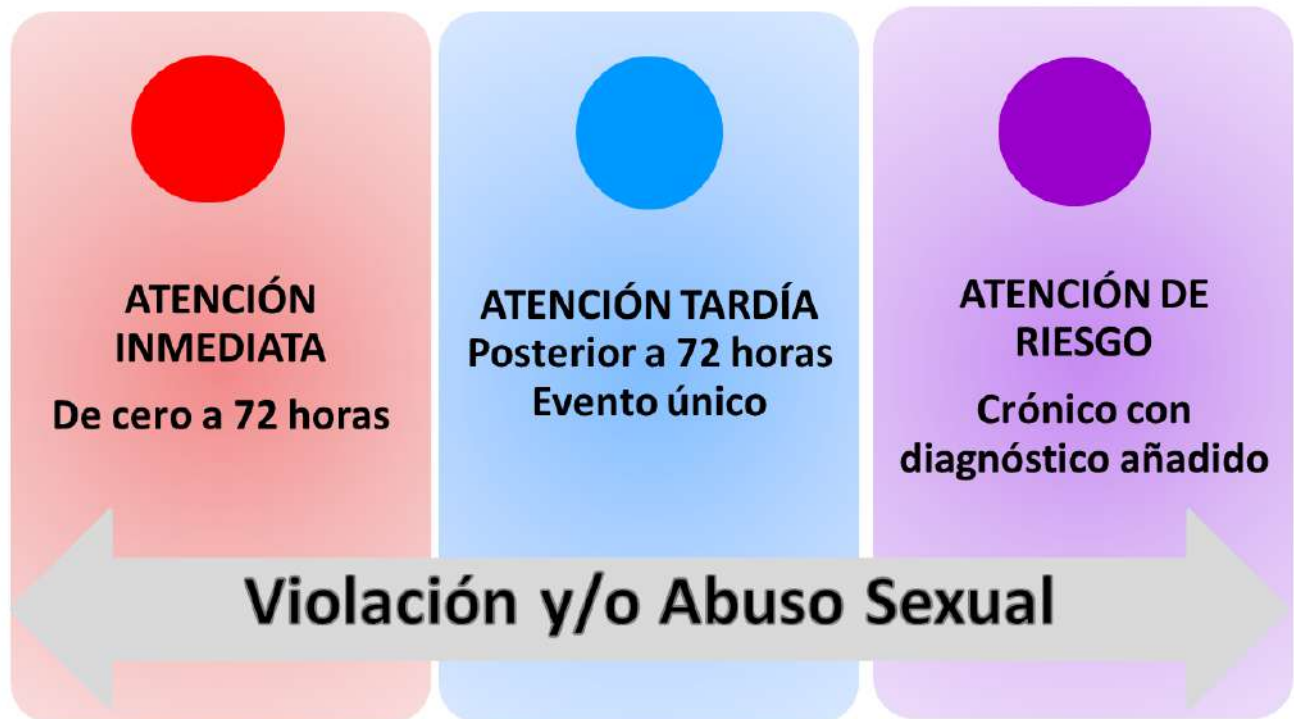 ATENCIÓN
INMEDIATA
De cero a 72 horas
ATENCIÓN TARDÍA
Posterior a 72 horas
Evento único
ATENCIÓN DE
RIESGO
Crónico con
diagnóstico añadido
Violación y/o Abuso Sexual